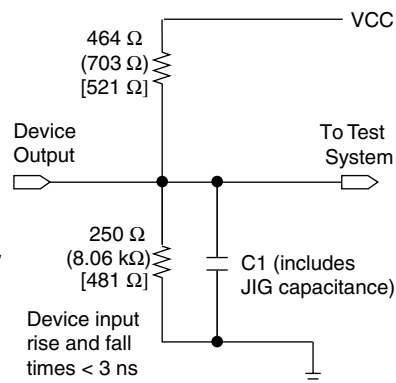 VCC
464 Ω
(703 Ω)
[521 Ω]
Device
Output
To Test
System
250 Ω
(8.06 kΩ)
[481 Ω]
C1 (includes
JIG capacitance)
Device input
rise and fall
times < 3 ns